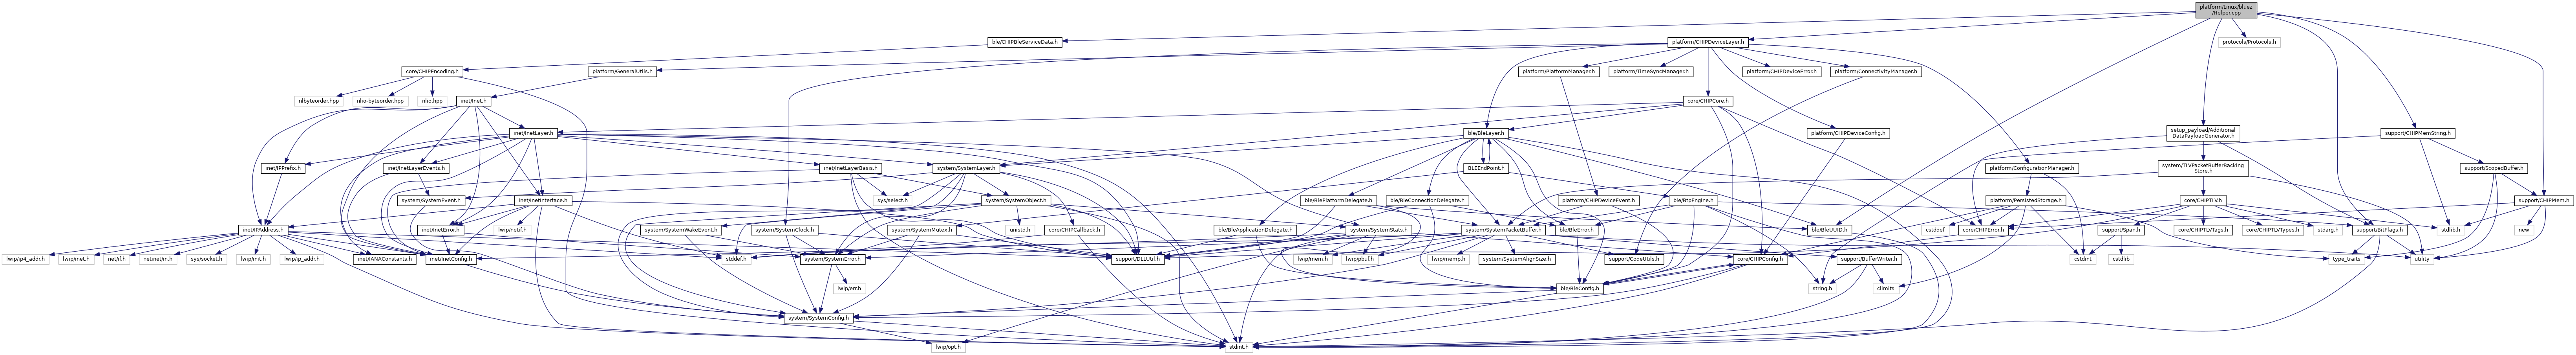 platform/Linux/bluez
/Helper.cpp
ble/CHIPBleServiceData.h
platform/CHIPDeviceLayer.h
protocols/Protocols.h
core/CHIPEncoding.h
platform/GeneralUtils.h
platform/PlatformManager.h
platform/TimeSyncManager.h
platform/CHIPDeviceError.h
platform/ConnectivityManager.h
nlbyteorder.hpp
nlio-byteorder.hpp
nlio.hpp
inet/Inet.h
core/CHIPCore.h
inet/InetLayer.h
ble/BleLayer.h
platform/CHIPDeviceConfig.h
setup_payload/Additional
DataPayloadGenerator.h
support/CHIPMemString.h
inet/IPPrefix.h
inet/InetLayerEvents.h
inet/InetLayerBasis.h
system/SystemLayer.h
BLEEndPoint.h
platform/ConfigurationManager.h
system/TLVPacketBufferBacking
Store.h
support/ScopedBuffer.h
system/SystemEvent.h
inet/InetInterface.h
sys/select.h
system/SystemObject.h
ble/BlePlatformDelegate.h
ble/BleConnectionDelegate.h
platform/CHIPDeviceEvent.h
ble/BtpEngine.h
platform/PersistedStorage.h
core/CHIPTLV.h
support/CHIPMem.h
inet/IPAddress.h
inet/InetError.h
lwip/netif.h
system/SystemWakeEvent.h
system/SystemClock.h
system/SystemMutex.h
unistd.h
core/CHIPCallback.h
ble/BleApplicationDelegate.h
system/SystemStats.h
system/SystemPacketBuffer.h
ble/BleError.h
ble/BleUUID.h
cstddef
core/CHIPError.h
support/Span.h
core/CHIPTLVTags.h
core/CHIPTLVTypes.h
stdarg.h
support/BitFlags.h
stdlib.h
new
lwip/ip4_addr.h
lwip/inet.h
net/if.h
netinet/in.h
sys/socket.h
lwip/init.h
lwip/ip_addr.h
inet/IANAConstants.h
inet/InetConfig.h
stddef.h
system/SystemError.h
support/DLLUtil.h
lwip/mem.h
lwip/pbuf.h
lwip/memp.h
system/SystemAlignSize.h
support/CodeUtils.h
core/CHIPConfig.h
support/BufferWriter.h
cstdint
cstdlib
type_traits
utility
lwip/err.h
ble/BleConfig.h
string.h
climits
system/SystemConfig.h
lwip/opt.h
stdint.h